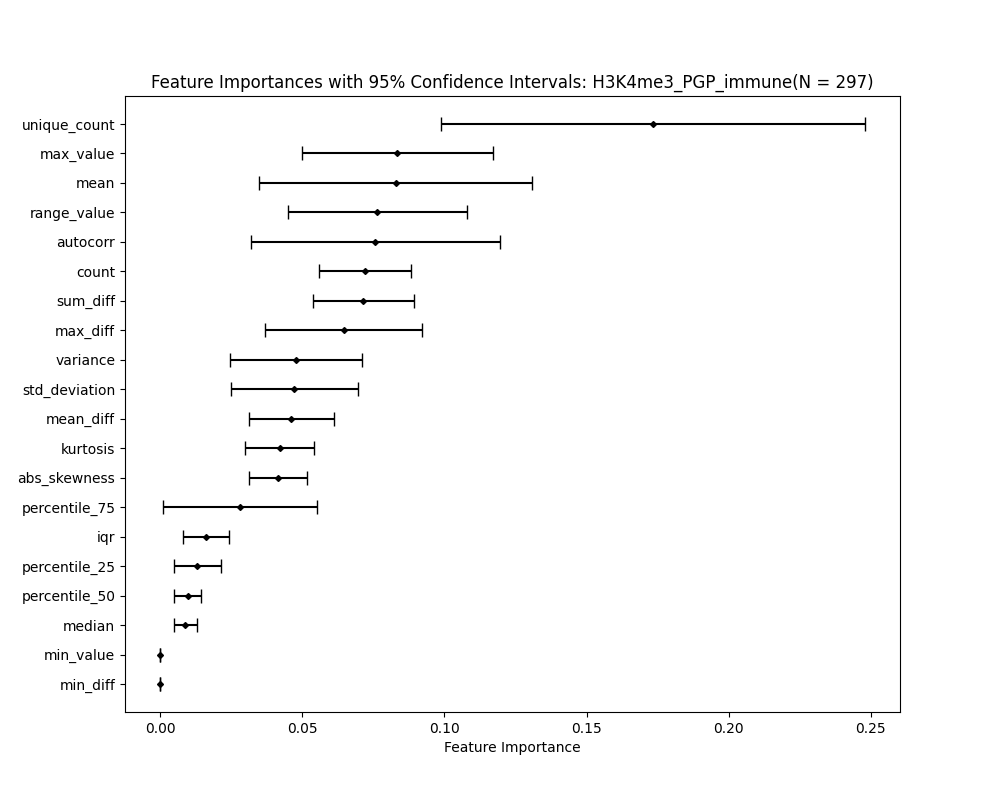 Feature Importances with 95% Confidence Intervals: H3K4me3_PGP_immune(N = 297)
unique_count
max_value
mean
range_value
autocorr
count
sum_diff
max_diff
variance
std_deviation
mean_diff
kurtosis
abs_skewness
percentile_75
iqr
percentile_25
percentile_50
median
min_value
min_diff
0.00 0.05 0.10 0.15 0.20 0.25
Feature Importance